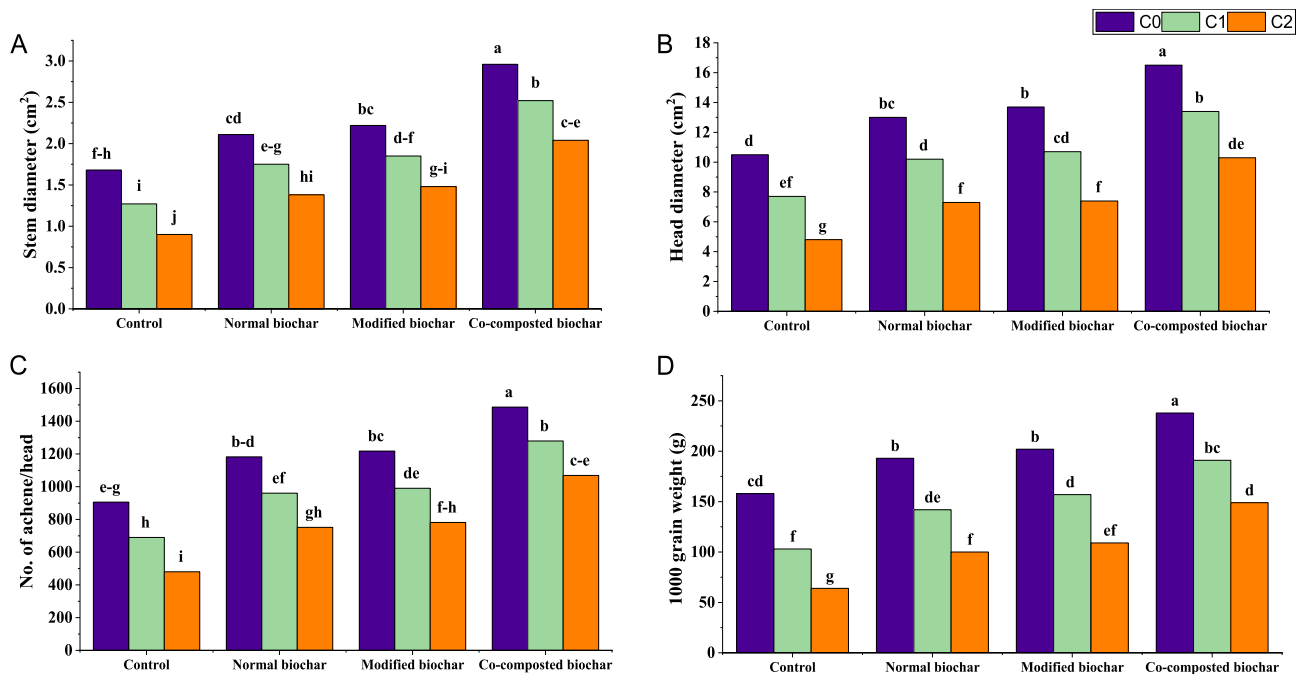 C0 C1 C2
A
Stem diameter (cm²)
3.0
2.5
2.0
1.5
1.0
0.5
0.0
f-h
i
j
cd
e-g
hi
bc
d-f
g-i
a
b
c-e
Control
Normal biochar
Modified biochar
Co-composted biochar
B
Head diameter (cm²)
18
16
14
12
10
8
6
4
2
0
d
ef
g
bc
d
f
b
cd
f
a
b
de
Control
Normal biochar
Modified biochar
Co-composted biochar
C
No. of achene/head
1600
1400
1200
1000
800
600
400
200
0
e-g
h
i
b-d
ef
gh
bc
de
f-h
a
b
c-e
Control
Normal biochar
Modified biochar
Co-composted biochar
D
1000 grain weight (g)
250
200
150
100
50
0
cd
f
g
b
de
f
b
d
ef
a
bc
d
Control
Normal biochar
Modified biochar
Co-composted biochar